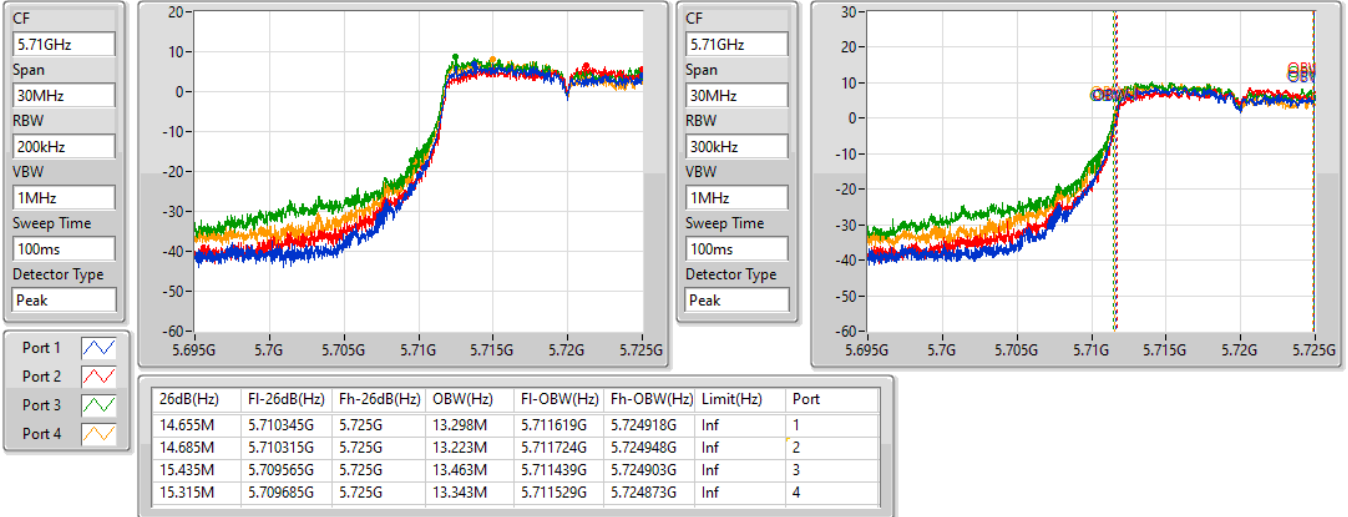 CF
5.71GHz
Span
30MHz
RBW
200kHz
VBW
1MHz
Sweep Time
100ms
Detector Type
Peak
20
10
0
-10
-20
-30
-40
-50
-60
5.695G 5.7G 5.705G 5.71G 5.715G 5.72G 5.725G
CF
5.71GHz
Span
30MHz
RBW
300kHz
VBW
1MHz
Sweep Time
100ms
Detector Type
Peak
30
20
10
0
-10
-20
-30
-40
-50
-60
5.695G 5.7G 5.705G 5.71G 5.715G 5.72G 5.725G
Port 1
Port 2
Port 3
Port 4
26dB(Hz) Fl-26dB(Hz) Fh-26dB(Hz) OBW(Hz) Fl-OBW(Hz) Fh-OBW(Hz) Limit(Hz) Port
14.655M 5.710345G 5.725G 13.298M 5.711619G 5.724918G Inf 1
14.685M 5.710315G 5.725G 13.223M 5.711724G 5.724948G Inf 2
15.435M 5.709565G 5.725G 13.463M 5.711439G 5.724903G Inf 3
15.315M 5.709685G 5.725G 13.343M 5.711529G 5.724873G Inf 4